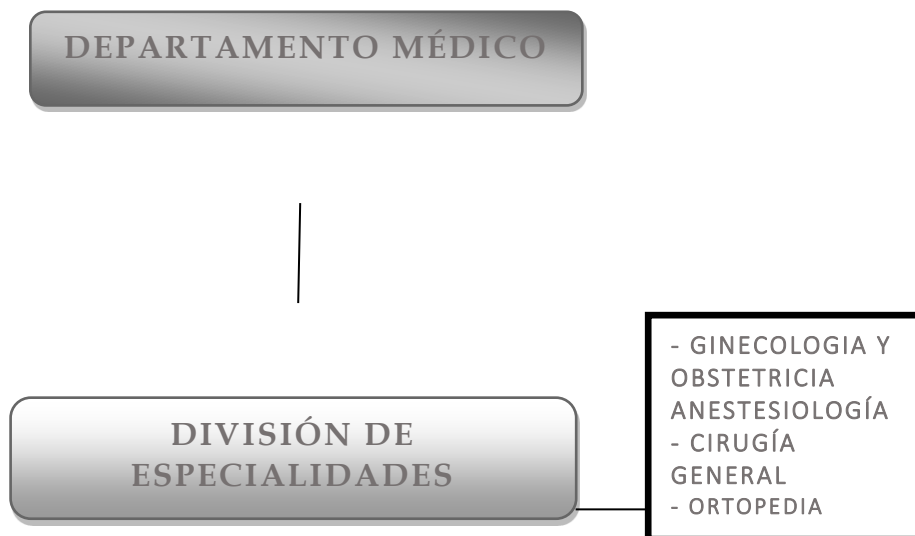 DEPARTAMENTO MÉDICO
DIVISIÓN DE
ESPECIALIDADES
- GINECOLOGIA Y
OBSTETRICIA
ANESTESIOLOGÍA
- CIRUGÍA
GENERAL
- ORTOPEDIA